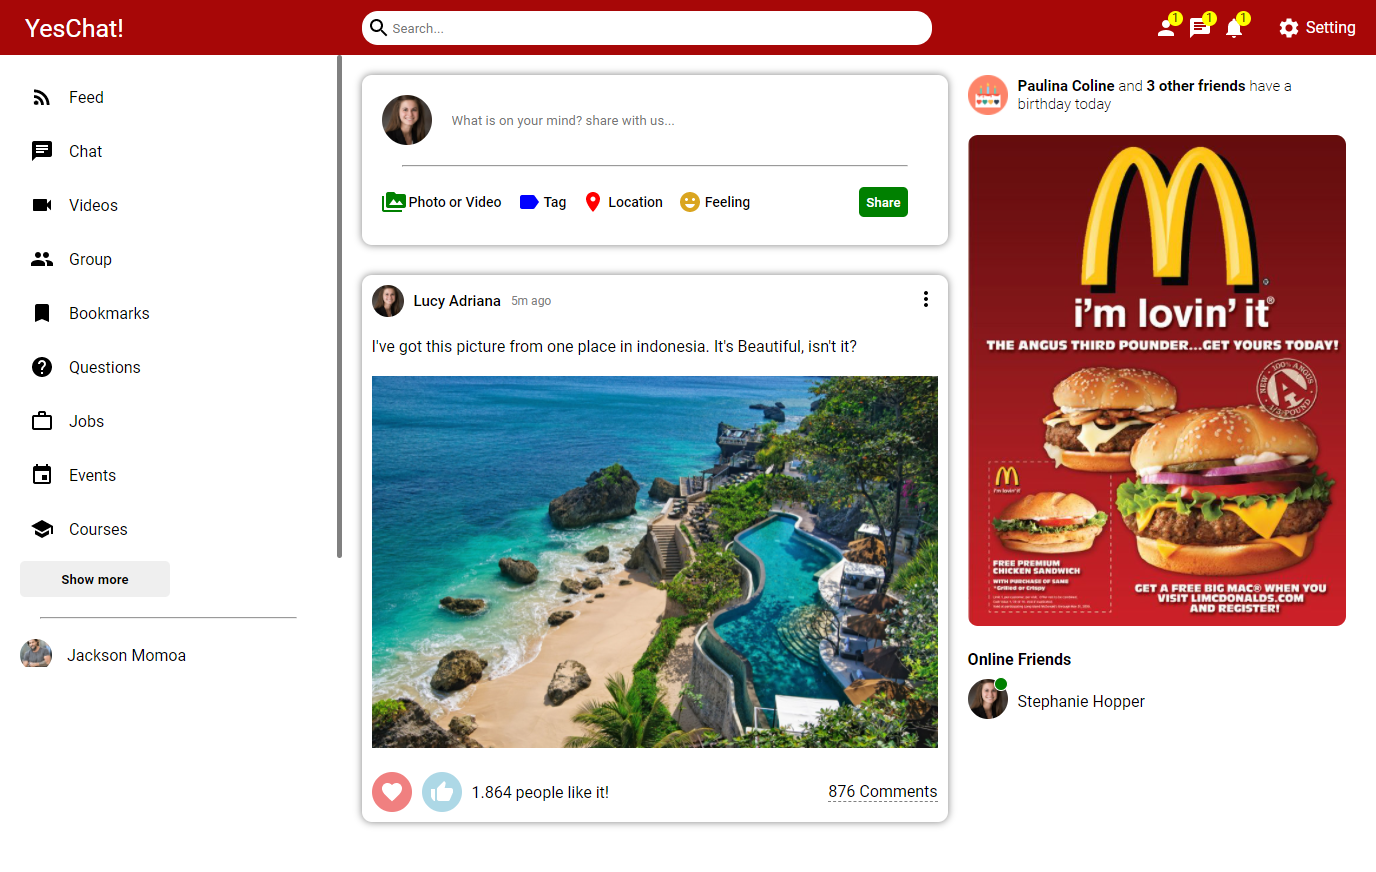 YesChat!
Search...
1
1
1
Setting
Feed
Chat
Videos
Group
Bookmarks
Questions
Jobs
Events
Courses
Show more
Jackson Momoa
What is on your mind? share with us...
Photo or Video
Tag
Location
Feeling
Share
Lucy Adriana 5m ago
I've got this picture from one place in indonesia. It's Beautiful, isn't it?
1.864 people like it!
876 Comments
Paulina Coline and 3 other friends have a
birthday today
i'm lovin' it®
THE ANGUS THIRD POUNDER...GET YOURS TODAY!
NEW · 100% ANGUS
A
1/3 POUND
i'm lovin' it
FREE PREMIUM
CHICKEN SANDWICH
WITH PURCHASE OF SAME
*Grilled or Crispy
GET A FREE BIG MAC® WHEN YOU
VISIT LIMCDONALDS.COM
AND REGISTER!
Online Friends
Stephanie Hopper